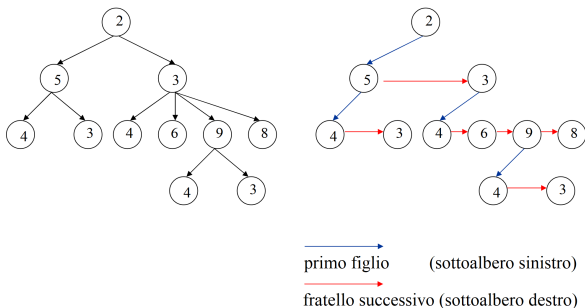 2 2
5 3 5 3
4 3 4 6 9 8 4 3 4 6 9 8
4 3 4 3
primo figlio (sottoalbero sinistro)
fratello successivo (sottoalbero destro)